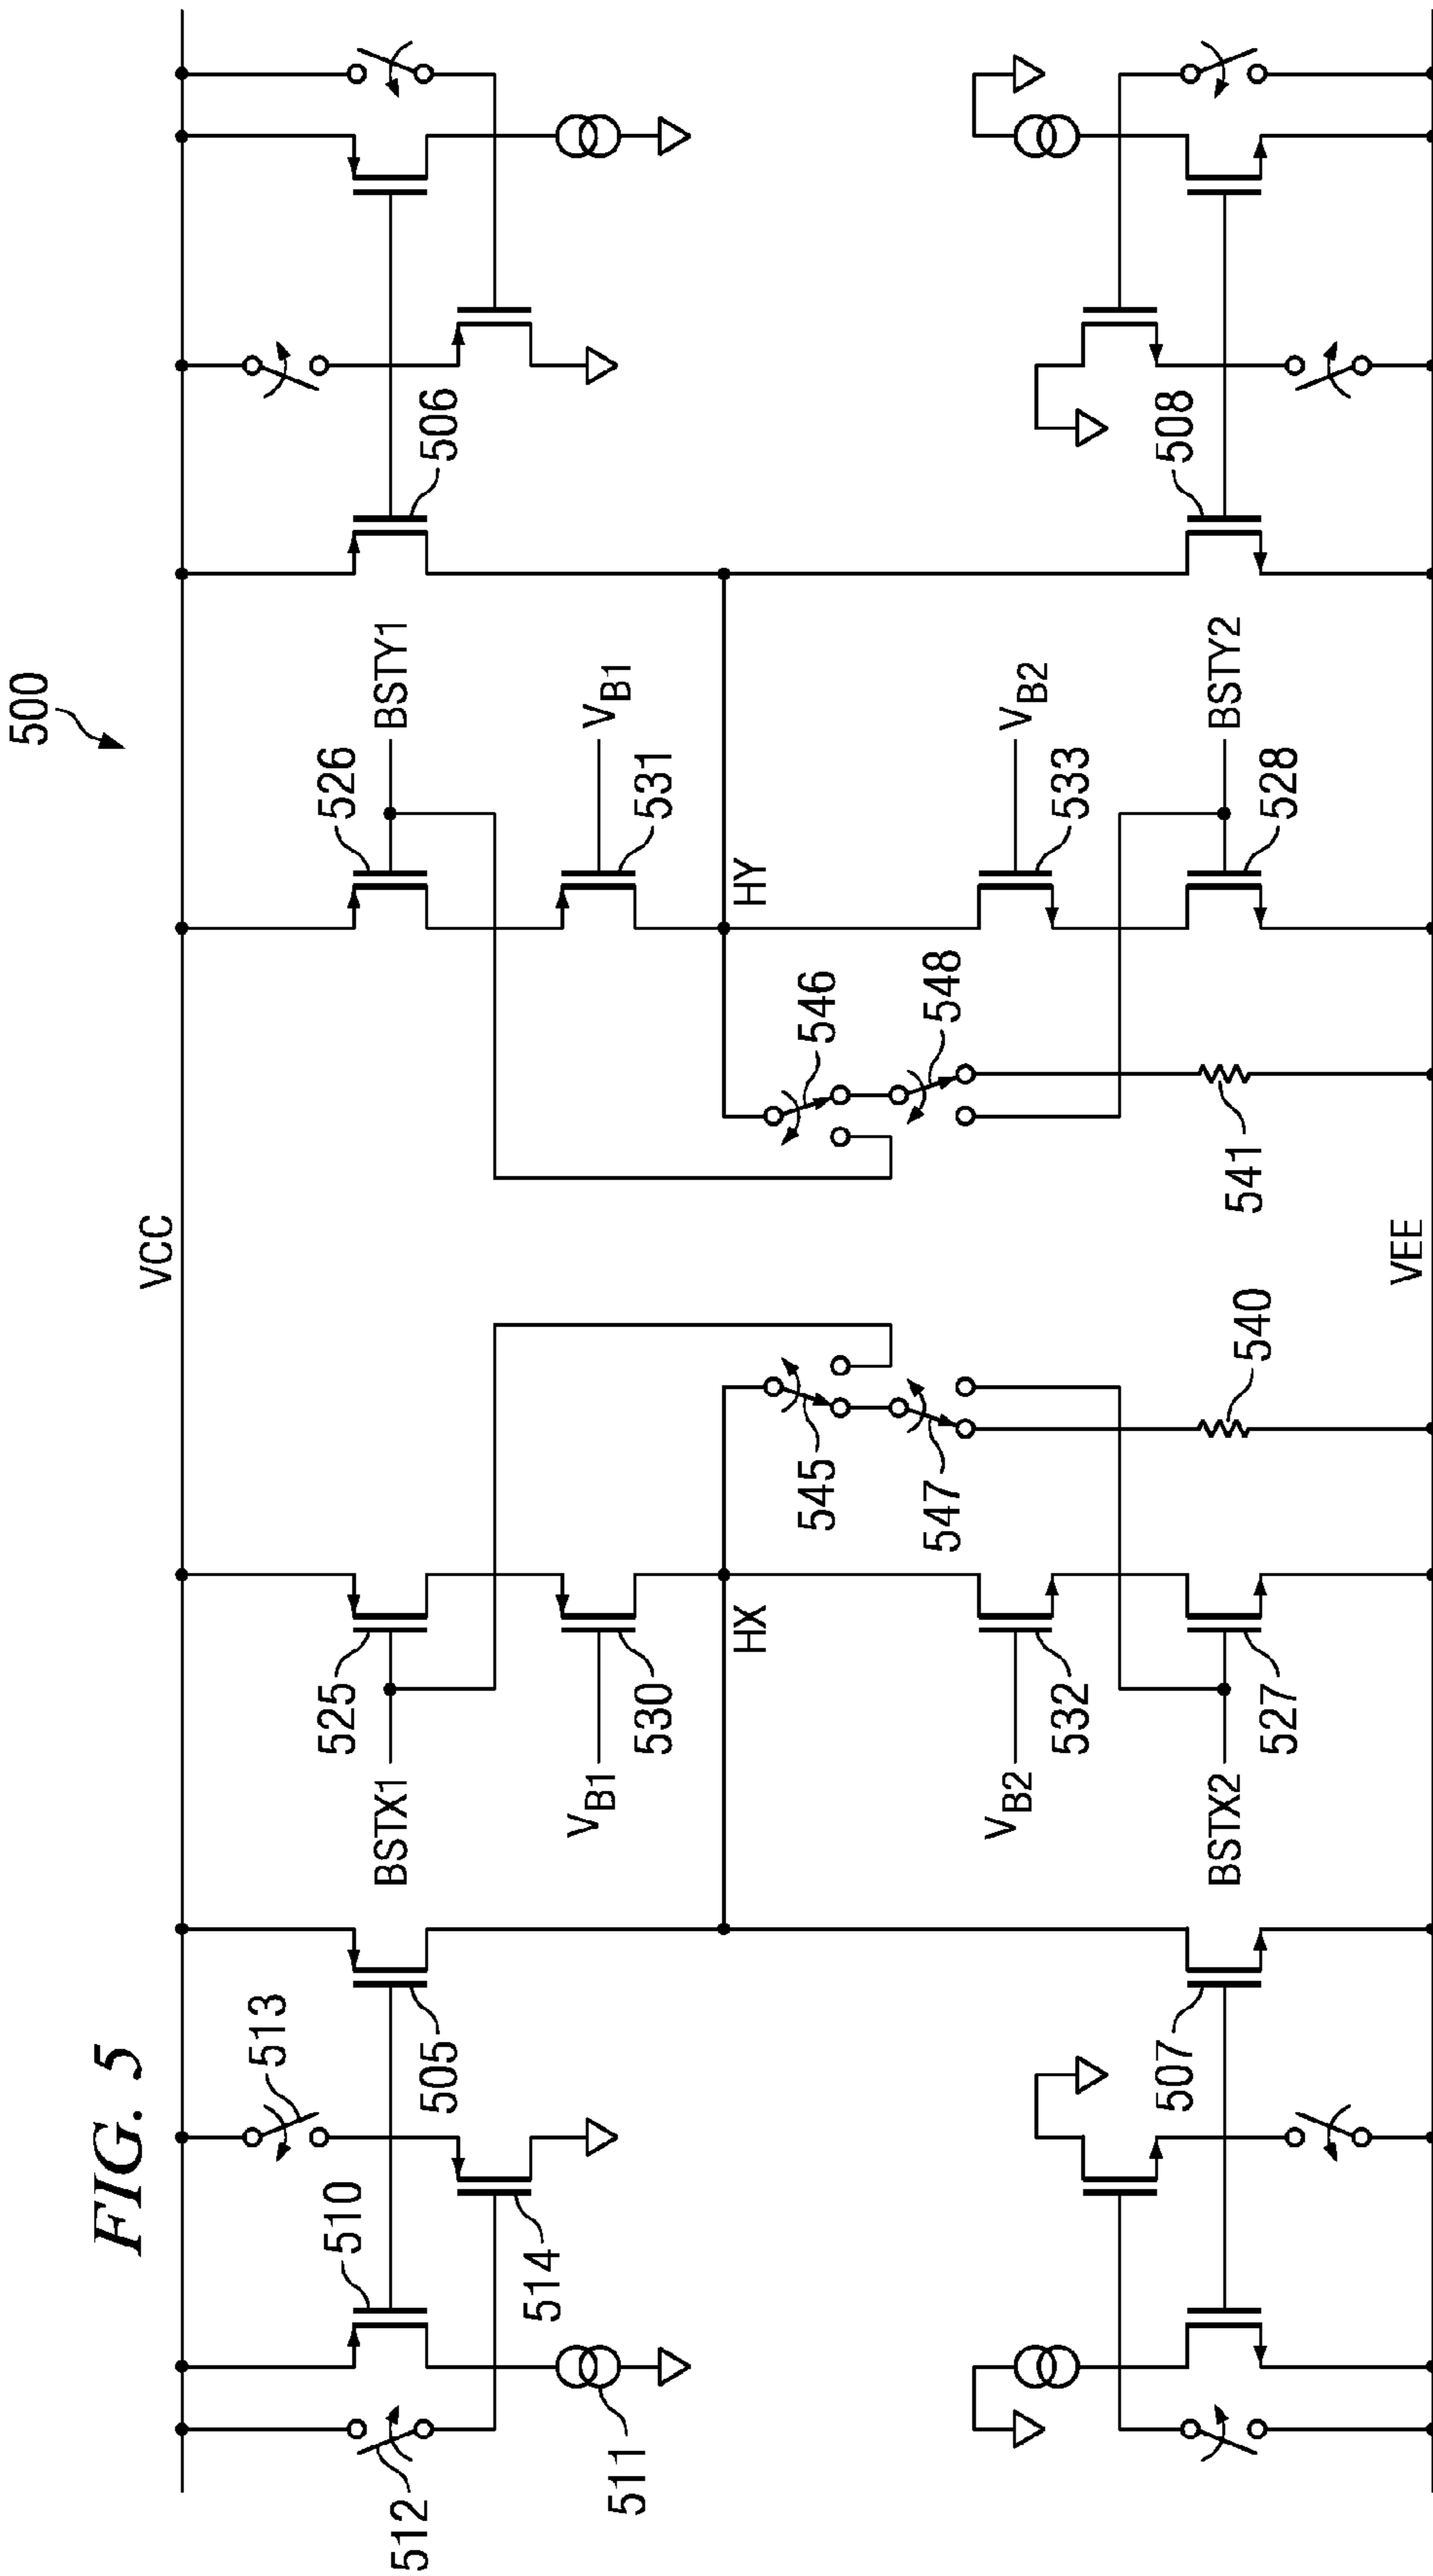 FIG. 5
500
VCC
512
510
513
505
514
511
525
BSTX1
530
VB1
HX
532
VB2
527
BSTX2
507
545
547
540
526
BSTY1
531
VB1
HY
533
VB2
528
BSTY2
546
548
541
506
508
VEE